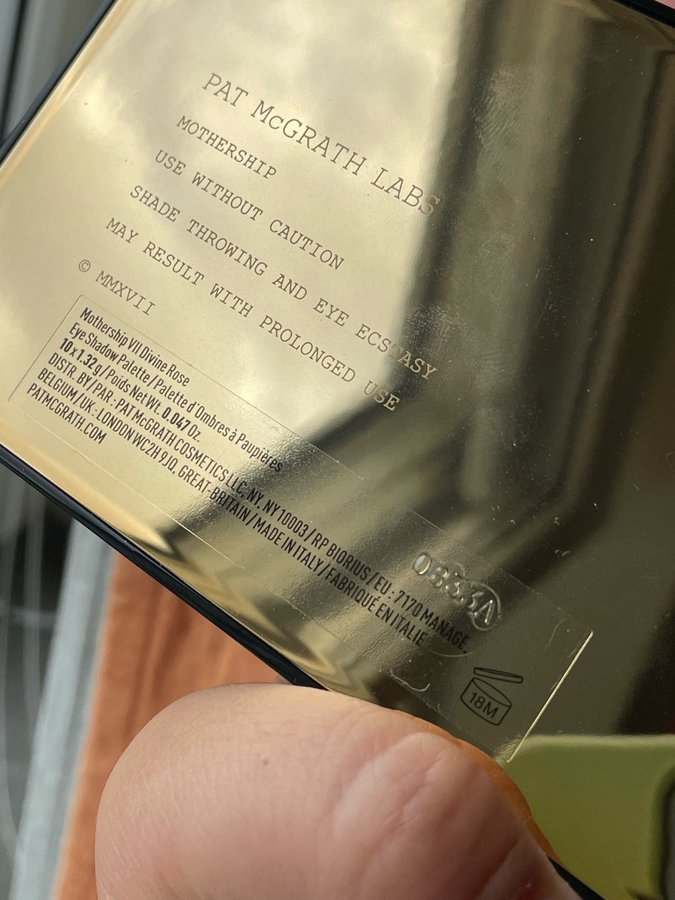 PAT McGRATH LABS
MOTHERSHIP
USE WITHOUT CAUTION
SHADE THROWING AND EYE ECSTASY
MAY RESULT WITH PROLONGED USE
© MMXVII
Mothership VII Divine Rose
Eye Shadow Palette / Palette d'Ombres à Paupières
10 x 1.32 g / Poids Net Wt. 0.047 Oz.
DISTR. BY/PAR : PAT McGRATH COSMETICS LLC, NY, NY 10003 / RP BIORIUS / EU : 7170 MANAGE,
BELGIUM / UK : LONDON WC2H 9JQ, GREAT-BRITAIN / MADE IN ITALY / FABRIQUÉ EN ITALIE
PATMCGRATH.COM
18M